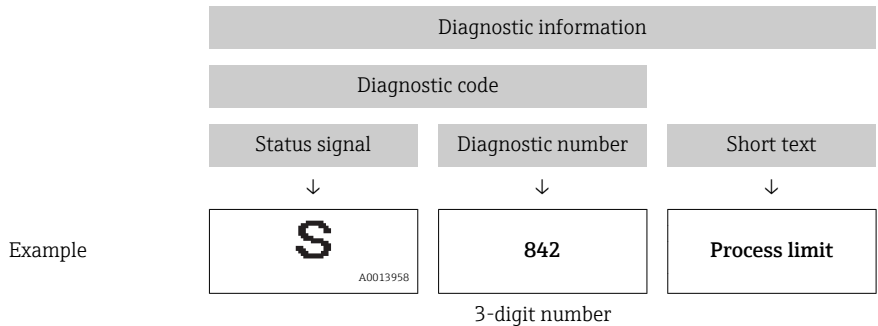 Diagnostic information
Diagnostic code
Status signal Diagnostic number Short text
↓ ↓ ↓
Example S 842 Process limit
A0013958
3-digit number